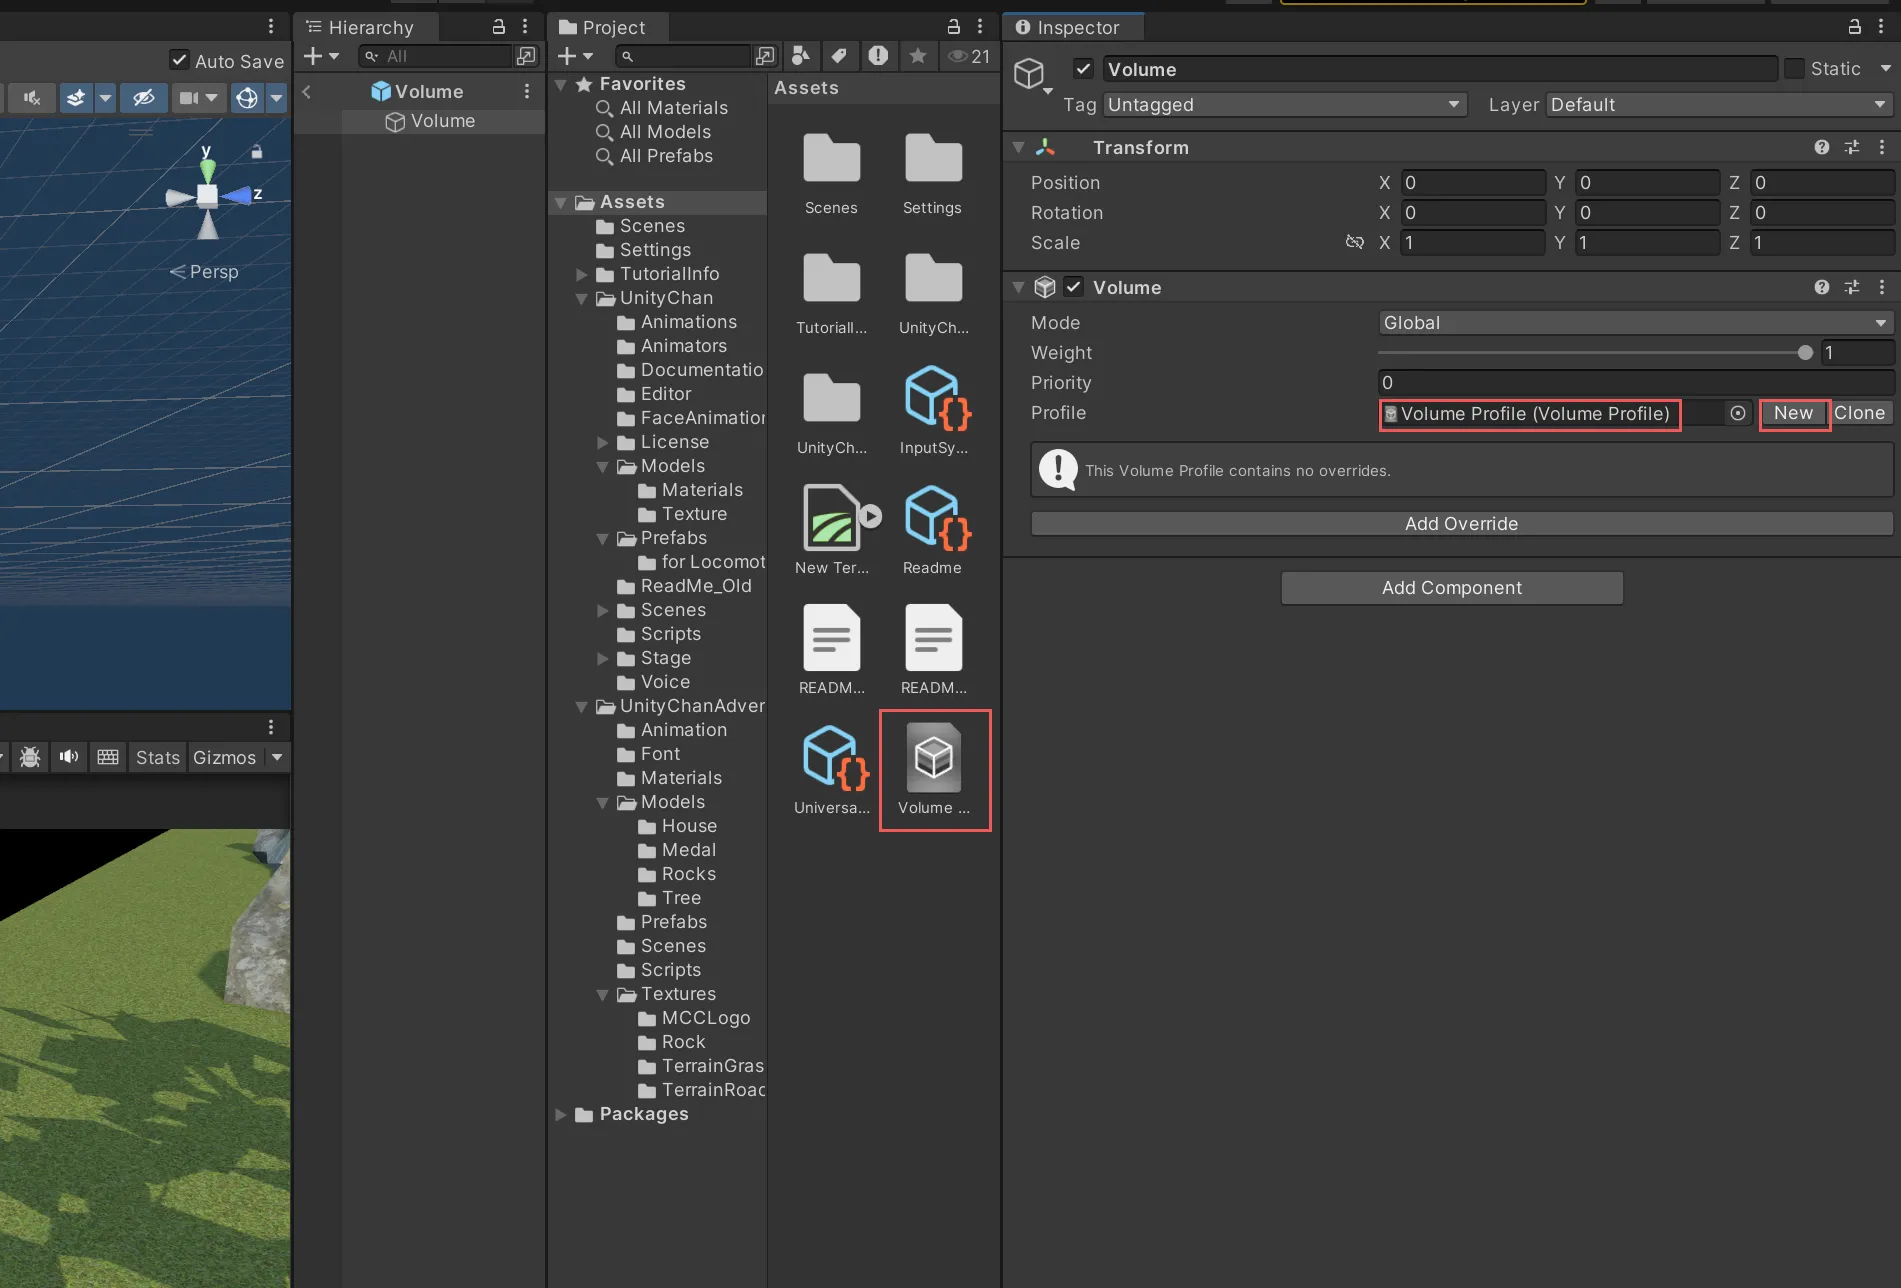 Auto Save
y
z
Persp
Stats
Gizmos
Hierarchy
All
Volume
Volume
Project
21
Favorites
All Materials
All Models
All Prefabs
Assets
Scenes
Settings
TutorialInfo
UnityChan
Animations
Animators
Documentatio
Editor
FaceAnimation
License
Models
Materials
Texture
Prefabs
for Locomot
ReadMe_Old
Scenes
Scripts
Stage
Voice
UnityChanAdver
Animation
Font
Materials
Models
House
Medal
Rocks
Tree
Prefabs
Scenes
Scripts
Textures
MCCLogo
Rock
TerrainGras
TerrainRoad
Packages
Assets
Scenes
Settings
TutorialI...
UnityCh...
UnityCh...
InputSy...
New Ter...
Readme
READM...
READM...
Universa...
Volume ...
Inspector
Volume
Static
Tag Untagged
Layer Default
Transform
Position X 0 Y 0 Z 0
Rotation X 0 Y 0 Z 0
Scale X 1 Y 1 Z 1
Volume
Mode Global
Weight 1
Priority 0
Profile Volume Profile (Volume Profile) New Clone
This Volume Profile contains no overrides.
Add Override
Add Component